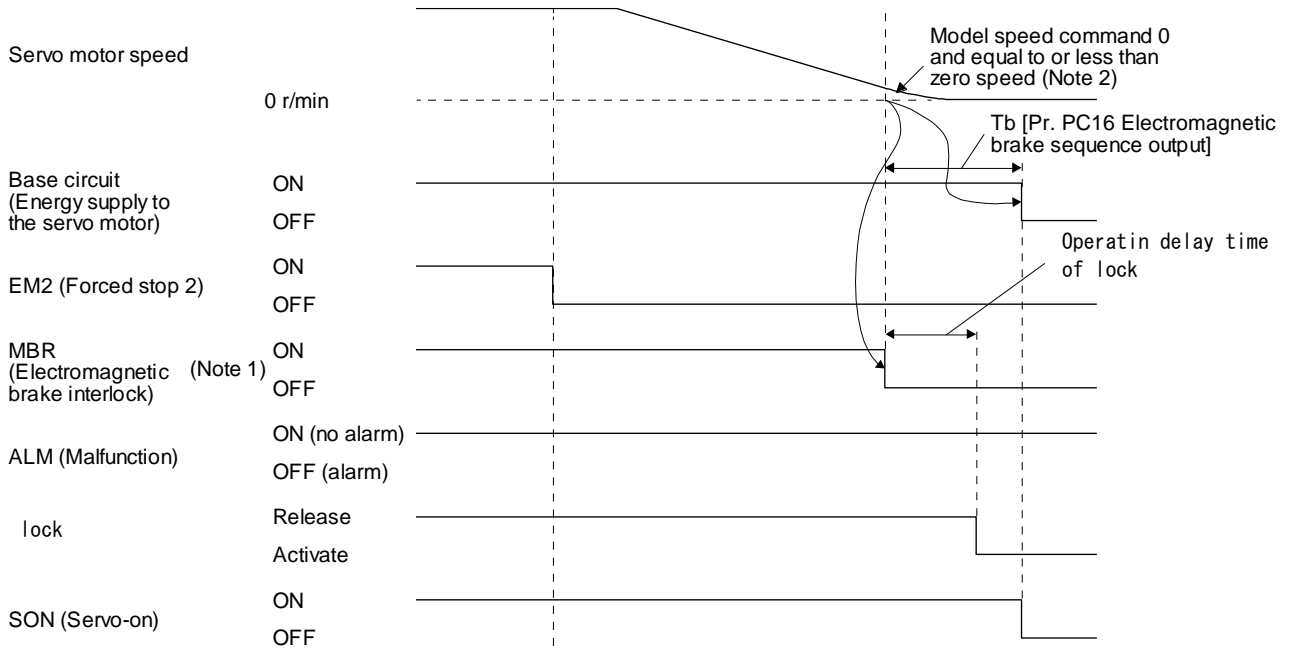 Servo motor speed
0 r/min
Model speed command 0
and equal to or less than
zero speed (Note 2)
Tb [Pr. PC16 Electromagnetic
brake sequence output]
Base circuit
(Energy supply to
the servo motor)
ON
OFF
Operatin delay time
of lock
EM2 (Forced stop 2)
ON
OFF
MBR
(Electromagnetic
brake interlock)
(Note 1)
ON
OFF
ALM (Malfunction)
ON (no alarm)
OFF (alarm)
lock
Release
Activate
SON (Servo-on)
ON
OFF